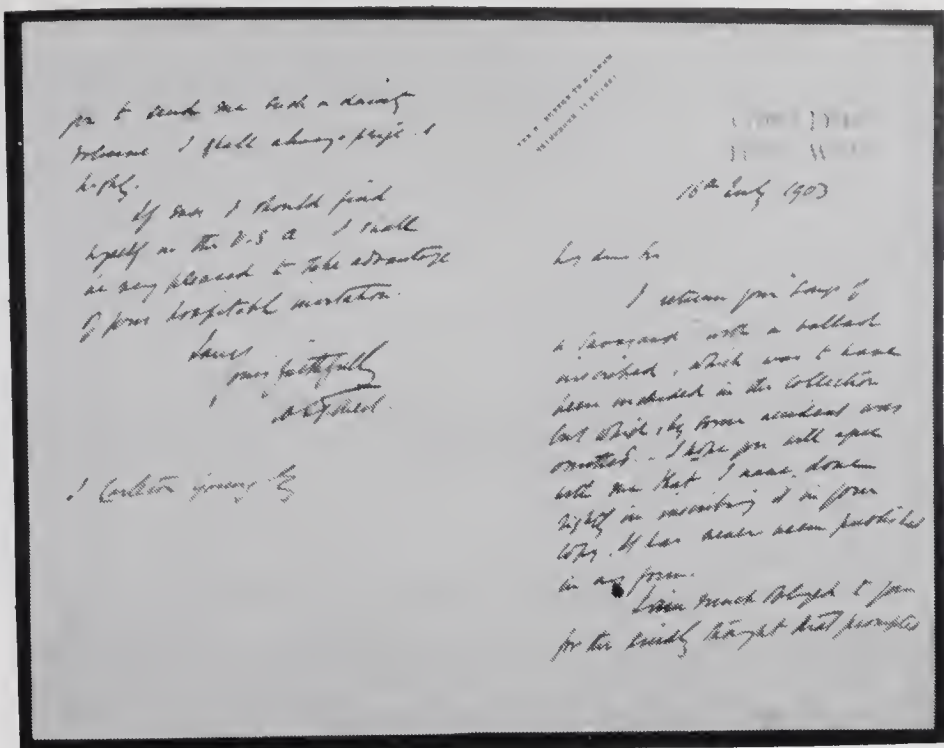 16th July 1903
My dear Sir
I return your Songs of
a thousand with a ballad
inscribed, which was to have
been included in the collection
but which, by some accident was
omitted. I hope you will agree
with me that I have done
rightly in inscribing it in your
copy. It has never been published
in any form.
I am much obliged to you
for the kindly thought that prompted
you to send me such a dainty
volume I shall always prize it
highly.
If ever I should find
myself in the U.S.A I shall
be very pleased to take advantage
of your hospitable invitation.
yours faithfully
J Carleton Young Esq